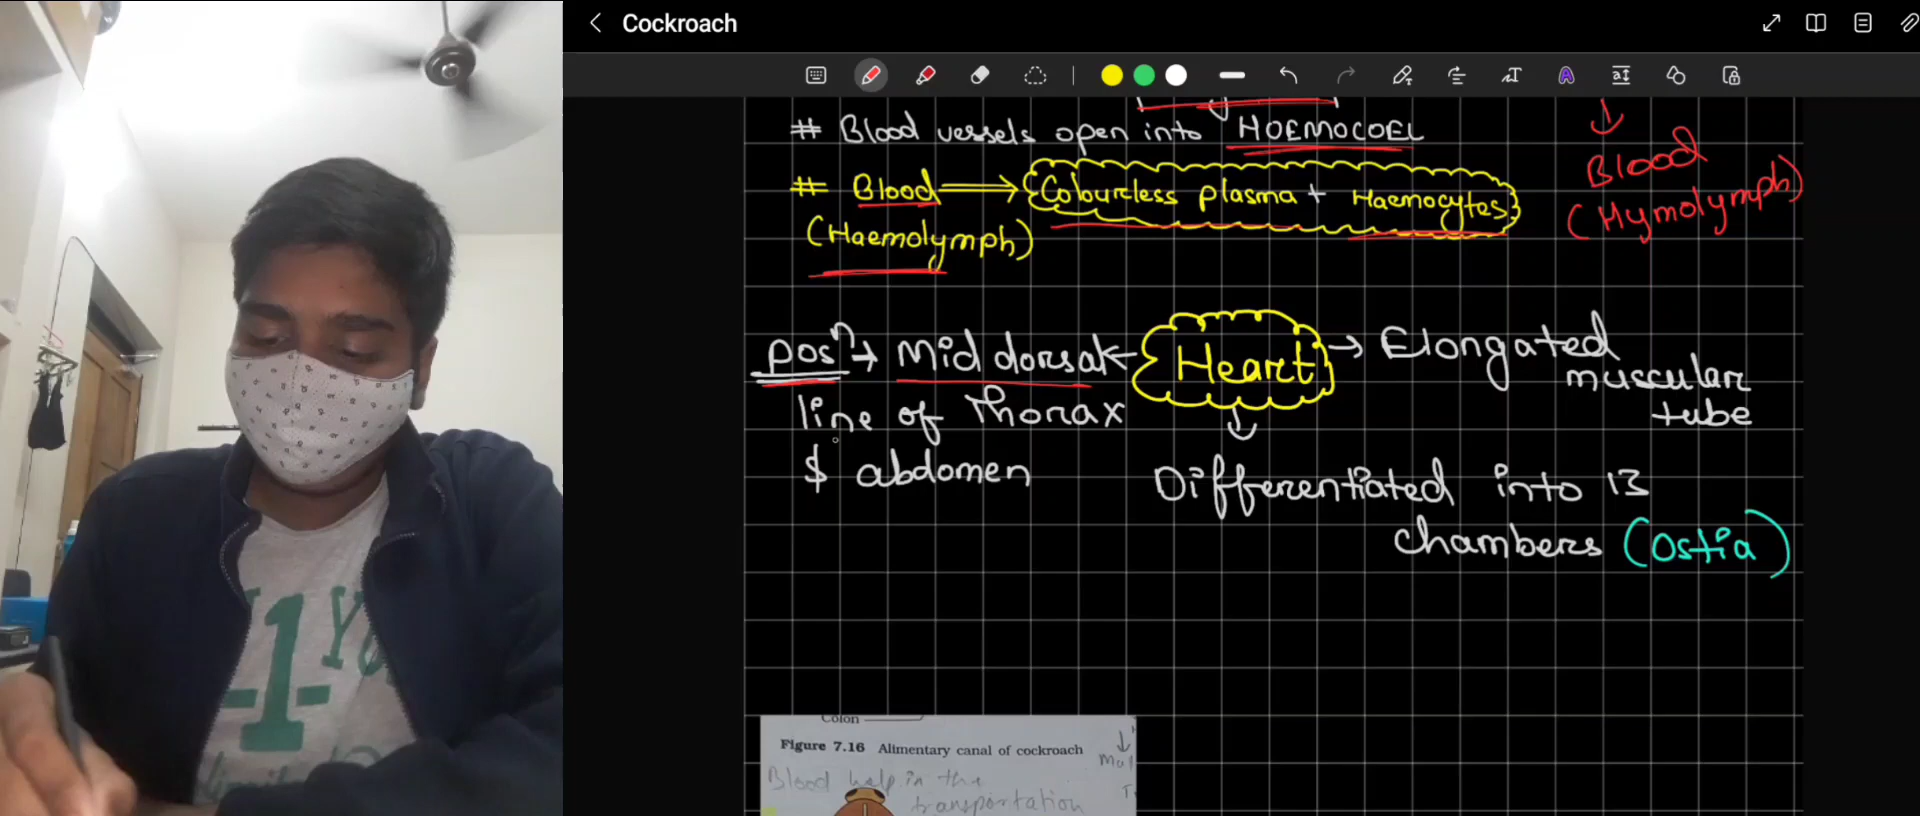 Cockroach
# Blood vessels open into HOEMOCOEL
# Blood ⟹ Colourless plasma + Haemocytes
(Haemolymph)
↓
Blood
(Hymolymph)
posⁿ → Mid dorsal ← Heart → Elongated
muscular
tube
line of Thorax
$ abdomen
↓
Differentiated into 13
chambers (Ostia)
Colon
Figure 7.16 Alimentary canal of cockroach
Blood help in the
transportation
1